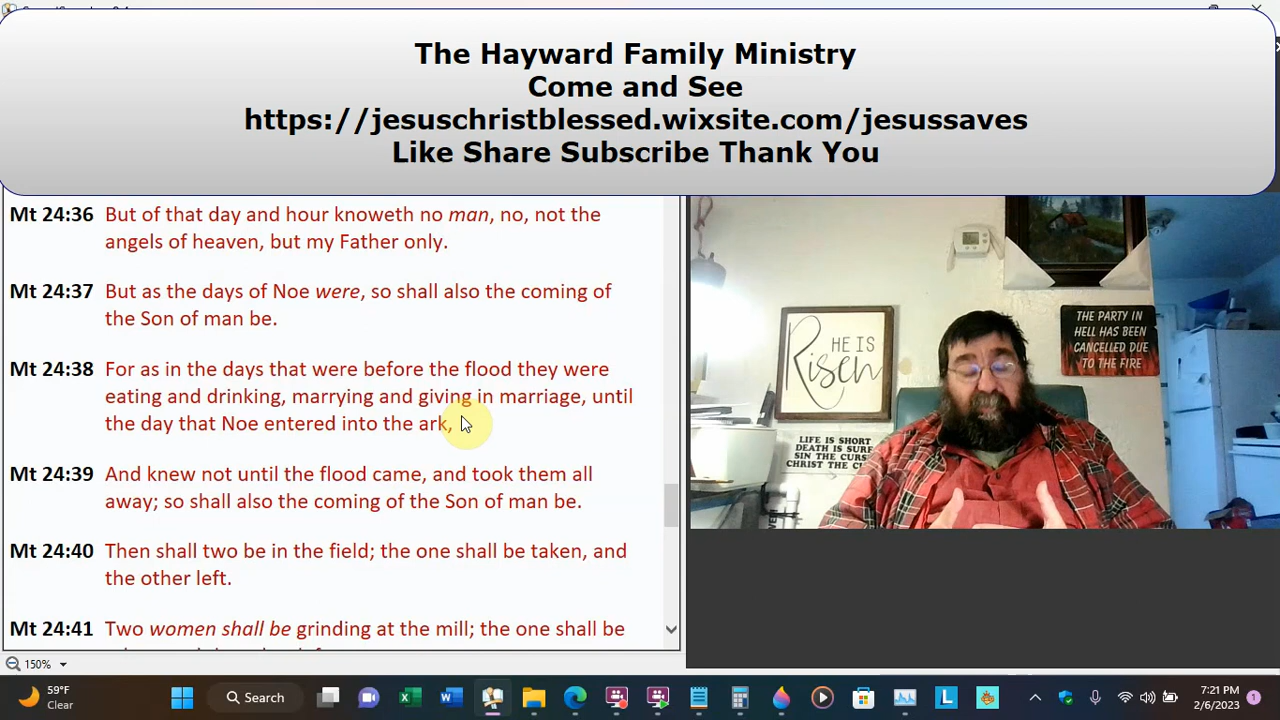 The Hayward Family Ministry
Come and See
https://jesuschristblessed.wixsite.com/jesussaves
Like Share Subscribe Thank You
Mt 24:36 But of that day and hour knoweth no man, no, not the
angels of heaven, but my Father only.
Mt 24:37 But as the days of Noe were, so shall also the coming of
the Son of man be.
Mt 24:38 For as in the days that were before the flood they were
eating and drinking, marrying and giving in marriage, until
the day that Noe entered into the ark,
Mt 24:39 And knew not until the flood came, and took them all
away; so shall also the coming of the Son of man be.
Mt 24:40 Then shall two be in the field; the one shall be taken, and
the other left.
Mt 24:41 Two women shall be grinding at the mill; the one shall be
HE IS
Risen
THE PARTY IN
HELL HAS BEEN
CANCELLED DUE
TO THE FIRE
LIFE IS SHORT
DEATH IS SUR
SIN THE CURS
CHRIST THE
150%
59°F
Clear
Search
7:21 PM
2/6/2023
1